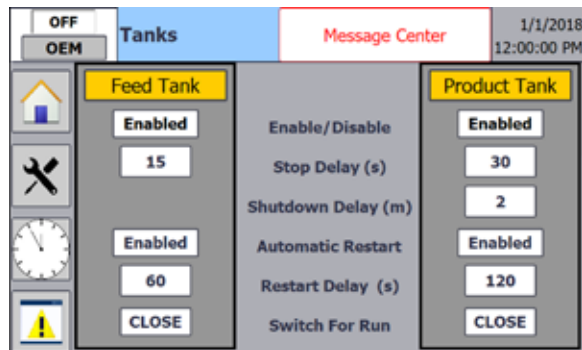 OFF
OEM
Tanks
Message Center
1/1/2018
12:00:00 PM
Feed Tank
Product Tank
Enabled
Enable/Disable
Enabled
15
Stop Delay (s)
30
Shutdown Delay (m)
2
Enabled
Automatic Restart
Enabled
60
Restart Delay (s)
120
CLOSE
Switch For Run
CLOSE